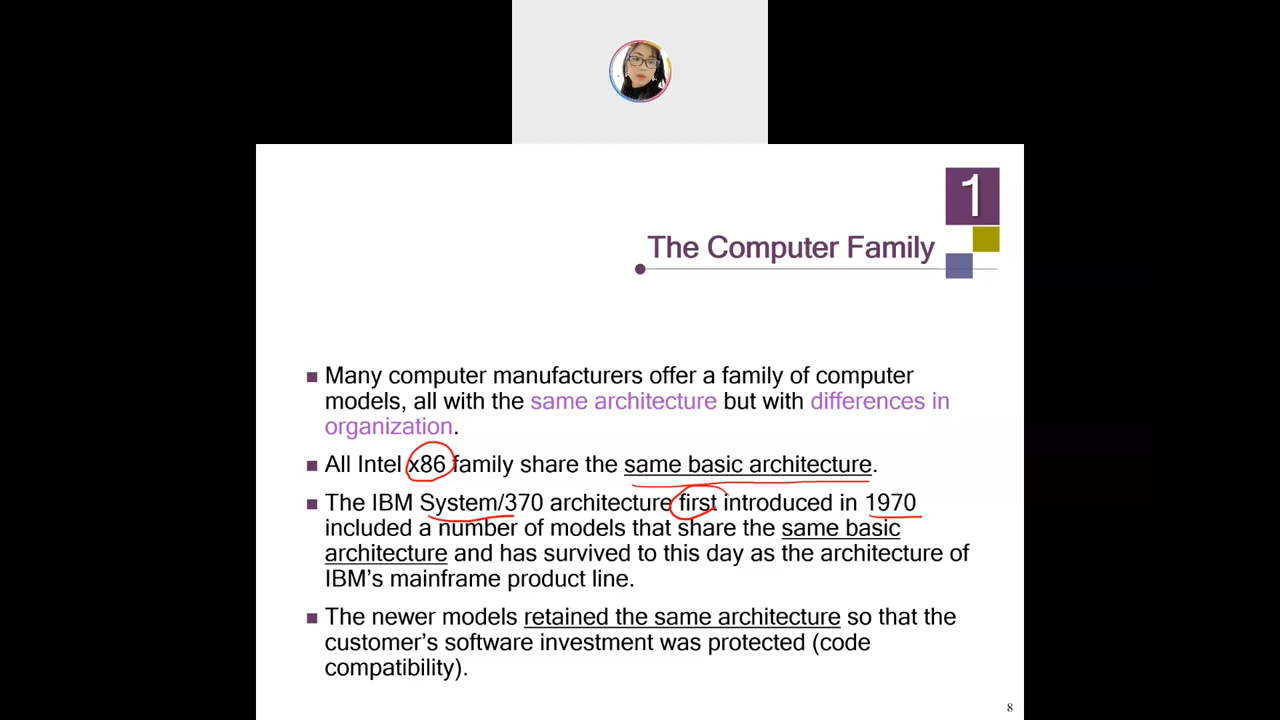 1
The Computer Family
Many computer manufacturers offer a family of computer
models, all with the same architecture but with differences in
organization.
All Intel x86 family share the same basic architecture.
The IBM System/370 architecture first introduced in 1970
included a number of models that share the same basic
architecture and has survived to this day as the architecture of
IBM's mainframe product line.
The newer models retained the same architecture so that the
customer's software investment was protected (code
compatibility).
8